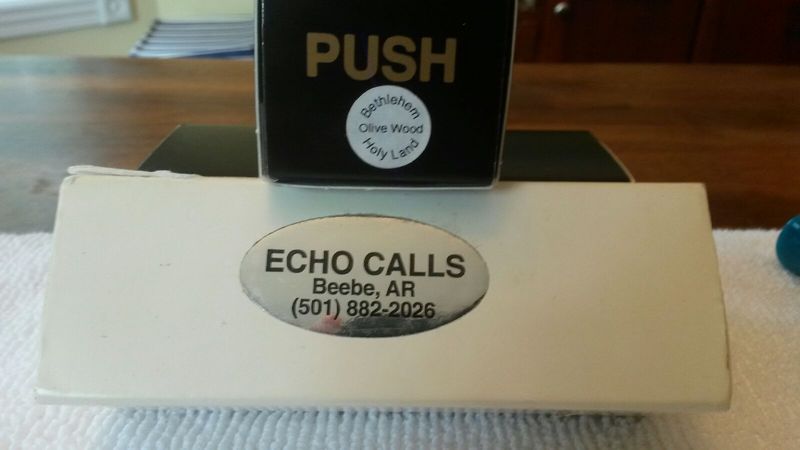 PUSH
Bethlehem
Olive Wood
Holy Land
ECHO CALLS
Beebe, AR
(501) 882-2026